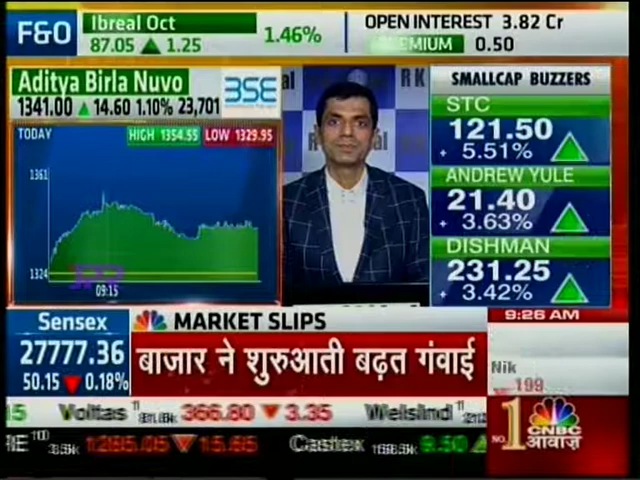 F&O
Ibreal Oct
87.05 ▲ 1.25
1.46%
OPEN INTEREST 3.82 Cr
PREMIUM 0.50
Aditya Birla Nuvo
1341.00 ▲ 14.60 1.10% 23,701
BSE
TODAY
HIGH 1354.55 LOW 1329.95
1361
1324
09:15
SMALLCAP BUZZERS
STC
121.50
+ 5.51%
ANDREW YULE
21.40
+ 3.63%
DISHMAN
231.25
+ 3.42%
9:26 AM
Sensex
27777.36
50.15 ▼ 0.18%
MARKET SLIPS
बाजार ने शुरुआती बढ़त गंवाई
Nik
199
Voltas
366.80 ▼ 3.35
Welslnd
1285.05 ▼ 15.65
Castex
9.50 ▲
NO. 1
CNBC
आवाज़